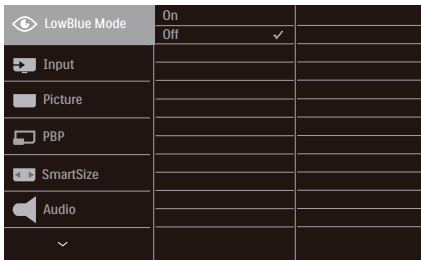 LowBlue Mode
On
Off
Input
Picture
PBP
SmartSize
Audio